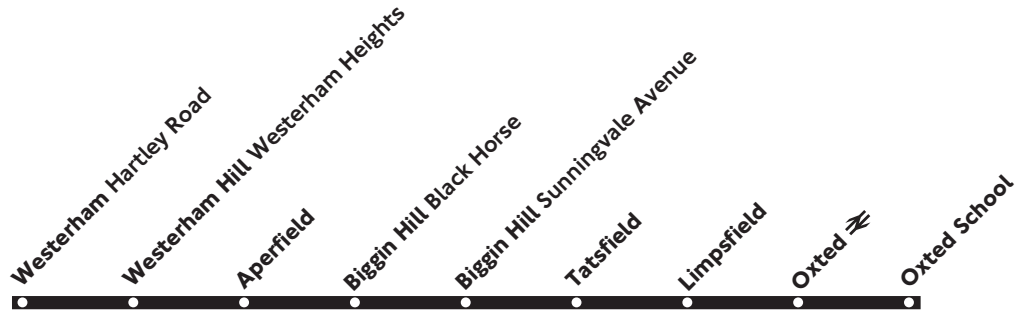 Westerham Hartley Road
Westerham Hill Westerham Heights
Aperfield
Biggin Hill Black Horse
Biggin Hill Sunningvale Avenue
Tatsfield
Limpsfield
Oxted
Oxted School